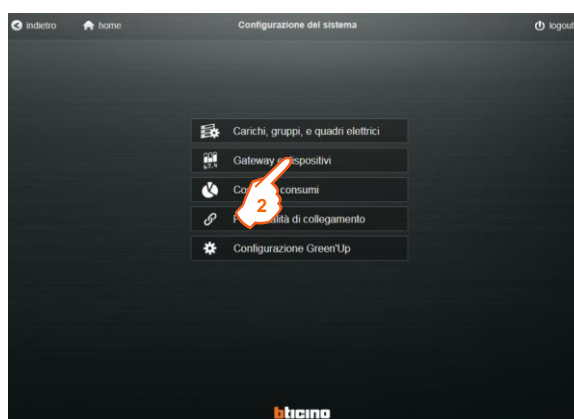 indietro home Configurazione del sistema logout
Carichi, gruppi, e quadri elettrici
Gateway dispositivi
consumi
2
di collegamento
Configurazione Green'Up
bticino